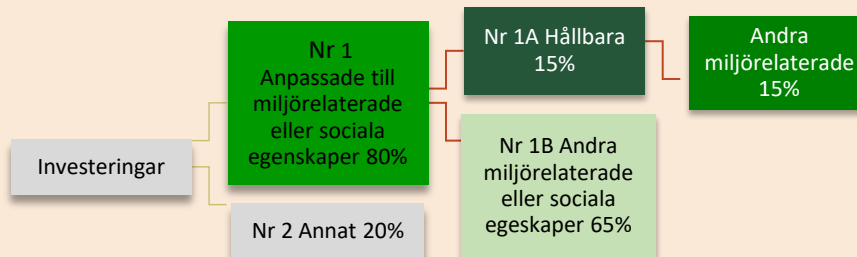 Investeringar
Nr 1
Anpassade till
miljörelaterade
eller sociala
egenskaper 80%
Nr 2 Annat 20%
Nr 1A Hållbara
15%
Nr 1B Andra
miljörelaterade
eller sociala
egeskaper 65%
Andra
miljörelaterade
15%